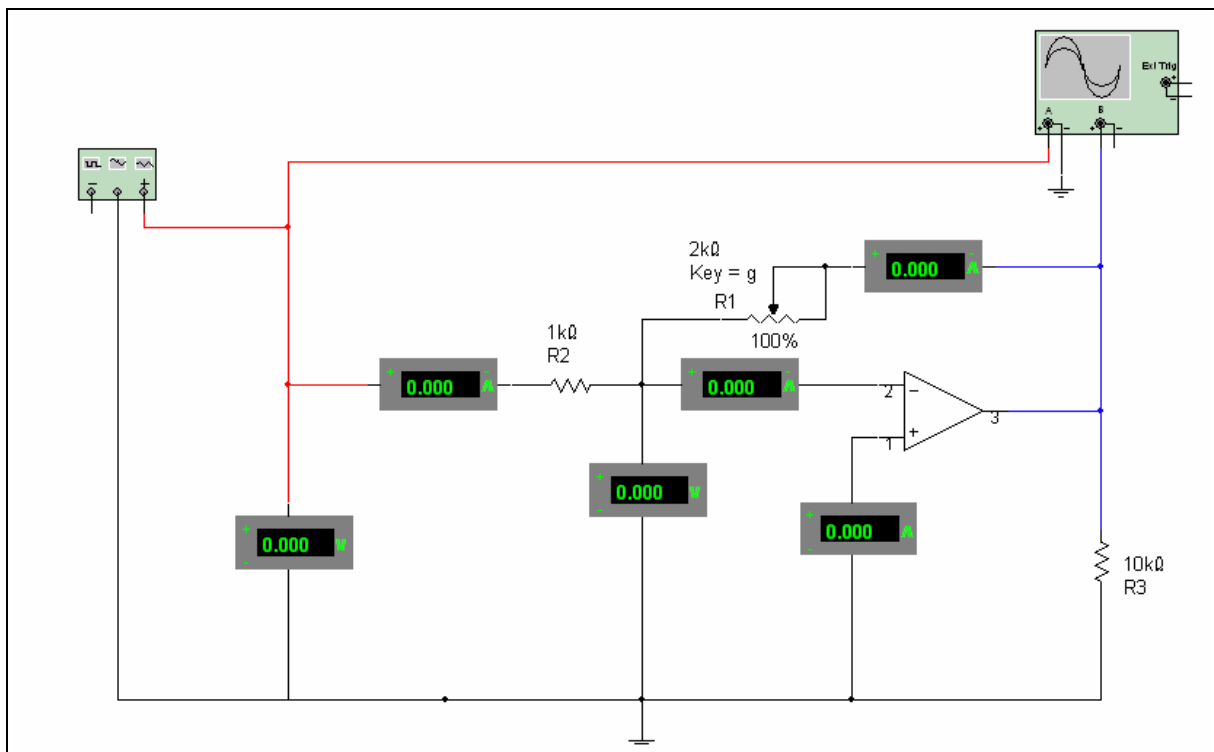 Ext Trig
+
-
A
B
+ -
+ -
- +
2kΩ
Key = g
+ -
0.000 A
R1
100%
1kΩ
R2
+ -
0.000 A
+ -
0.000 A
2
-
3
1
+
+
0.000 V
-
+
0.000 A
-
+
0.000 V
-
10kΩ
R3